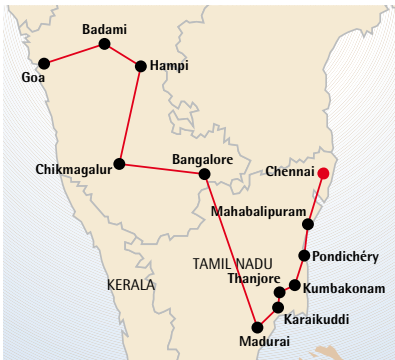 Badami
Goa
Hampi
Chikmagalur
Bangalore
Chennai
Mahabalipuram
Pondichéry
TAMIL NADU
Thanjore
KERALA
Kumbakonam
Karaikuddi
Madurai